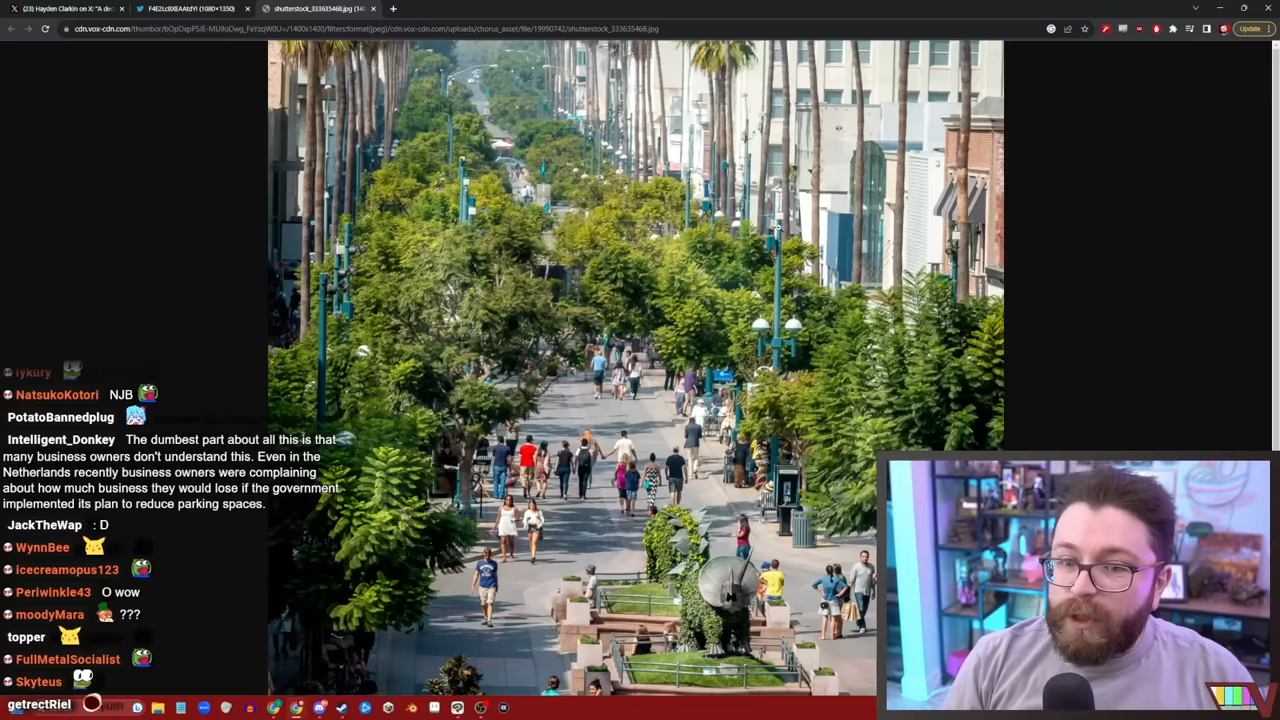 (23) Hayden Clarkin on X: "A de
F4E2LcBXEAAtdYI (1080×1350)
shutterstock_333635468.jpg (14
cdn.vox-cdn.com/thumbor/bOpDxpP5JE-MU9oDwg_FaYzqW0U=/1400x1400/filters:format(jpeg)/cdn.vox-cdn.com/uploads/chorus_asset/file/19990742/shutterstock_333635468.jpg
Update
iykury
NatsukoKotori NJB
PotatoBannedplug
Intelligent_Donkey The dumbest part about all this is that
many business owners don't understand this. Even in the
Netherlands recently business owners were complaining
about how much business they would lose if the government
implemented its plan to reduce parking spaces.
JackTheWap : D
WynnBee
icecreamopus123
Periwinkle43 O wow
moodyMara ???
topper
FullMetalSocialist
Skyteus
getrectRiel